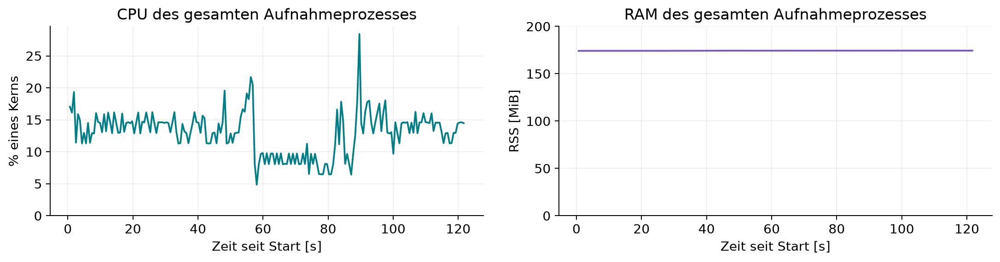 CPU des gesamten Aufnahmeprozesses
% eines Kerns
25
20
15
10
5
0
0 20 40 60 80 100 120
Zeit seit Start [s]
RAM des gesamten Aufnahmeprozesses
RSS [MiB]
200
150
100
50
0
0 20 40 60 80 100 120
Zeit seit Start [s]